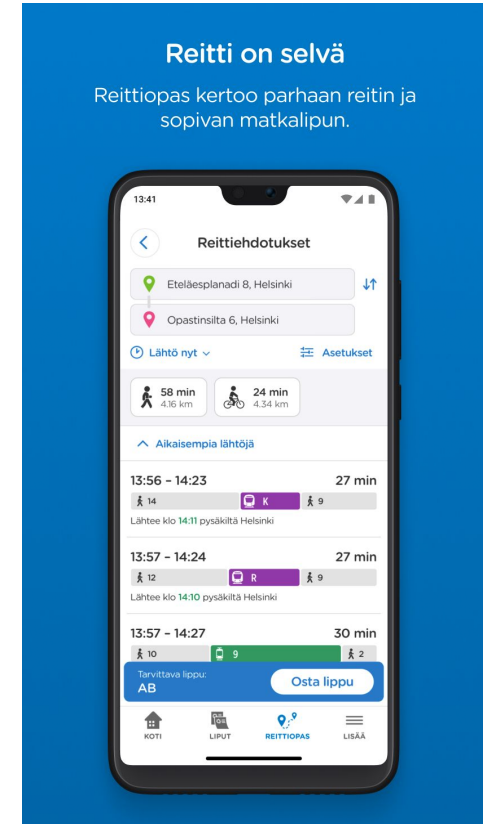 Reitti on selvä
Reittiopas kertoo parhaan reitin ja
sopivan matkalipun.
13:41
Reittiehdotukset
Eteläesplanadi 8, Helsinki
Opastinsilta 6, Helsinki
Lähtö nyt
Asetukset
58 min
4.16 km
24 min
4.34 km
Aikaisempia lähtöjä
13:56 – 14:23 27 min
14 K 9
Lähtee klo 14:11 pysäkiltä Helsinki
13:57 – 14:24 27 min
12 R 9
Lähtee klo 14:10 pysäkiltä Helsinki
13:57 – 14:27 30 min
10 9 2
Tarvittava lippu:
AB
Osta lippu
KOTI LIPUT REITTIOPAS LISÄÄ